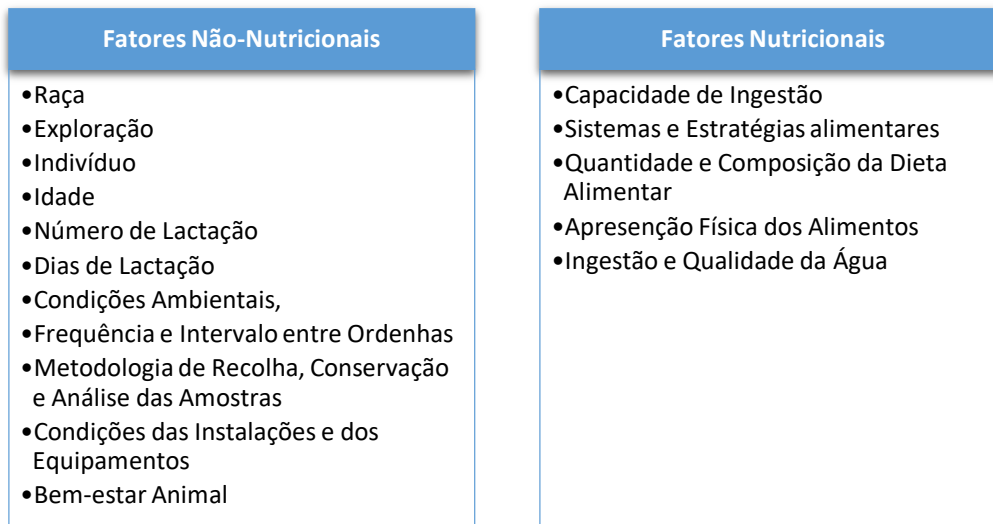 Fatores Não-Nutricionais
•Raça
•Exploração
•Indivíduo
•Idade
•Número de Lactação
•Dias de Lactação
•Condições Ambientais,
•Frequência e Intervalo entre Ordenhas
•Metodologia de Recolha, Conservação
e Análise das Amostras
•Condições das Instalações e dos
Equipamentos
•Bem-estar Animal
Fatores Nutricionais
•Capacidade de Ingestão
•Sistemas e Estratégias alimentares
•Quantidade e Composição da Dieta
Alimentar
•Apresenção Física dos Alimentos
•Ingestão e Qualidade da Água